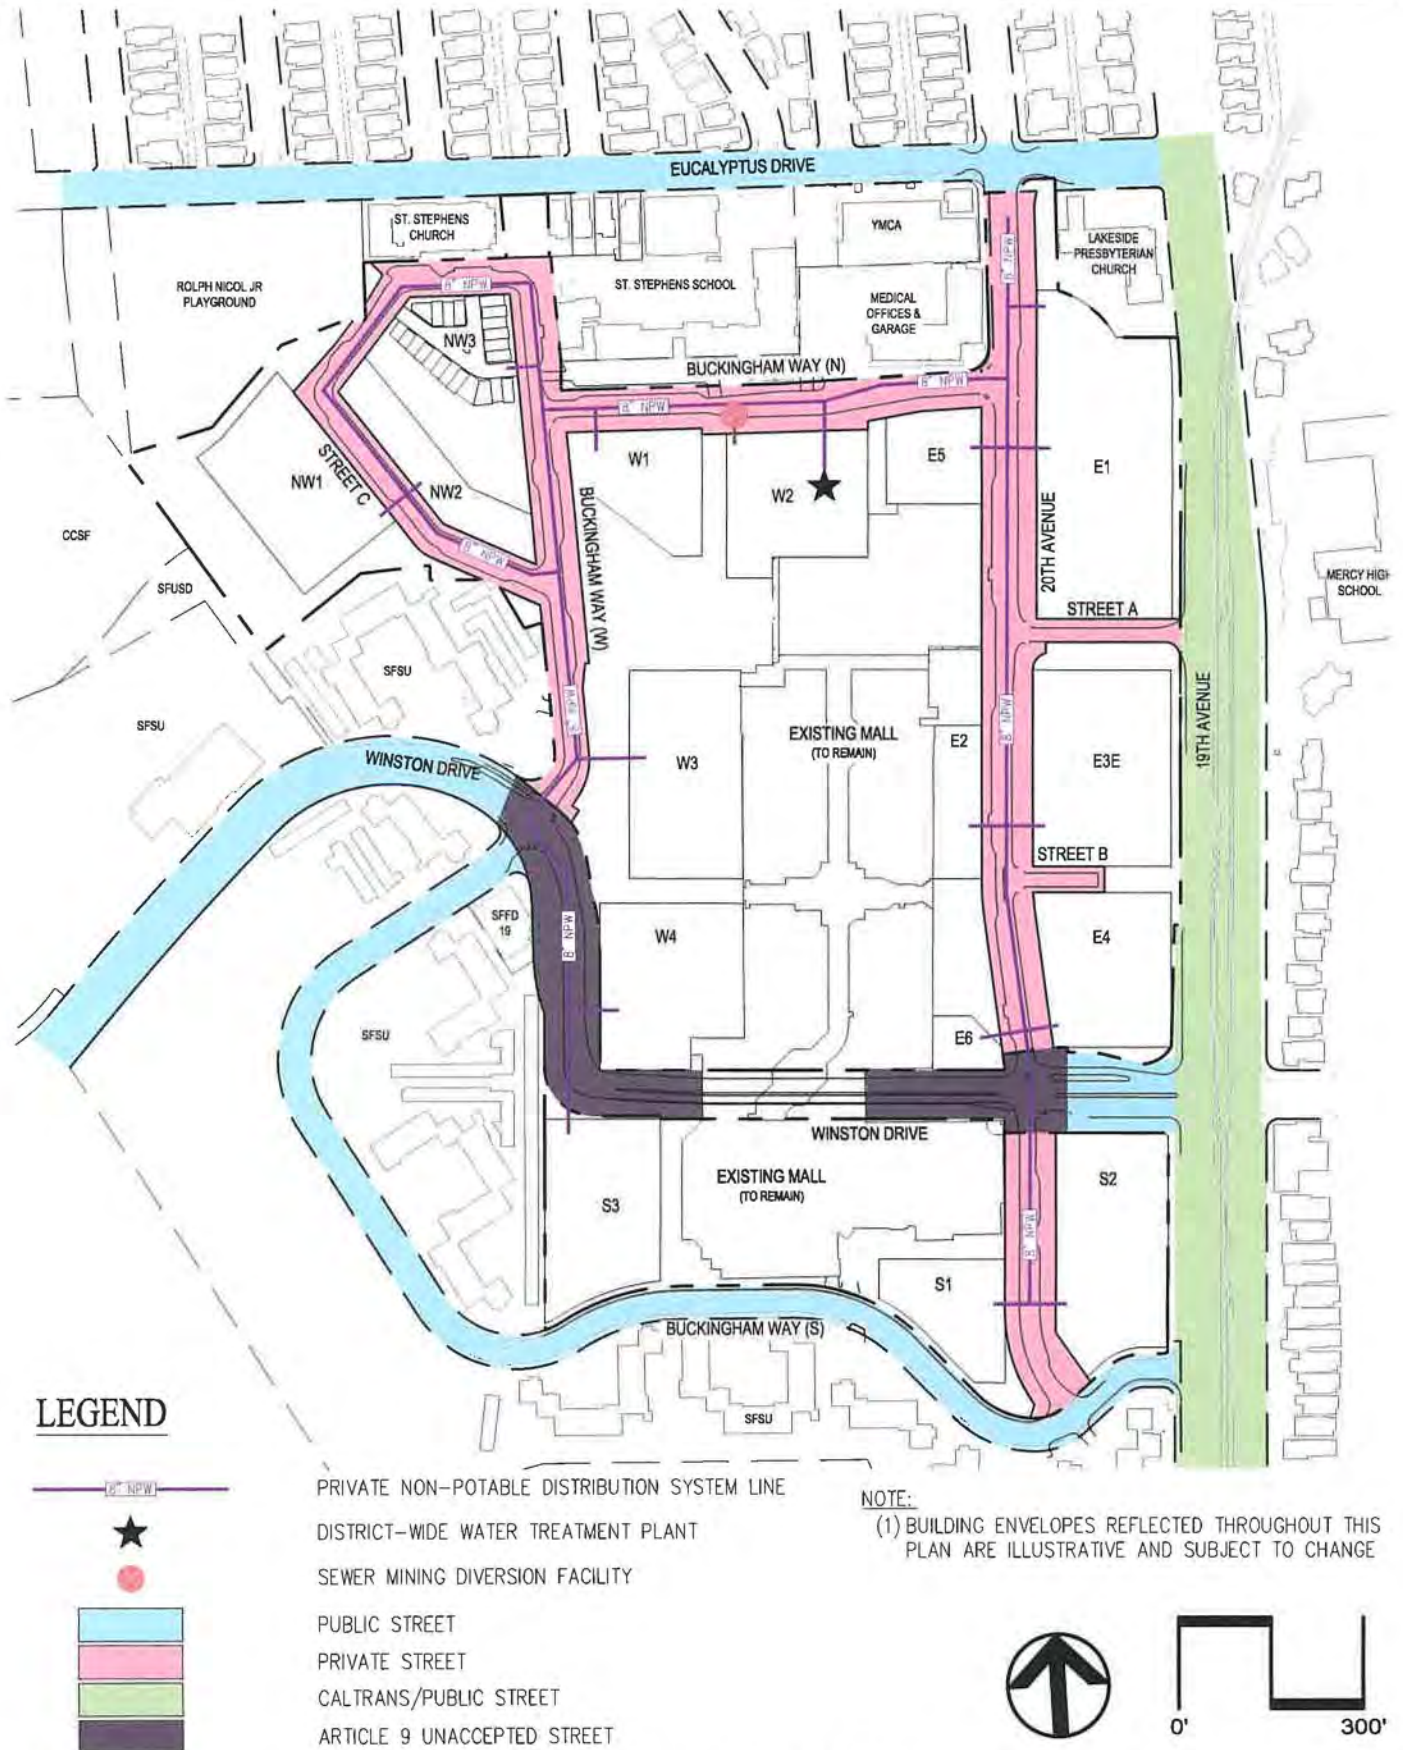 EUCALYPTUS DRIVE
ST. STEPHENS
CHURCH
YMCA
LAKESIDE
PRESBYTERIAN
CHURCH
ROLPH NICOL JR
PLAYGROUND
8" NPW
8" NPW
ST. STEPHENS SCHOOL
MEDICAL
OFFICES &
GARAGE
NW3
BUCKINGHAM WAY (N)
8" NPW
8" NPW
W1
E5
E1
NW1
STREET C
NW2
W2
CCSF
8" NPW
BUCKINGHAM WAY (W)
20TH AVENUE
SFUSD
MERCY HIGH
SCHOOL
STREET A
SFSU
SFSU
8" NPW
8" NPW
19TH AVENUE
EXISTING MALL
(TO REMAIN)
E2
WINSTON DRIVE
W3
E3E
STREET B
SFFD
19
8" NPW
W4
E4
SFSU
E6
WINSTON DRIVE
EXISTING MALL
(TO REMAIN)
S2
S3
8" NPW
S1
BUCKINGHAM WAY (S)
SFSU
LEGEND
8" NPW
PRIVATE NON-POTABLE DISTRIBUTION SYSTEM LINE
DISTRICT-WIDE WATER TREATMENT PLANT
SEWER MINING DIVERSION FACILITY
PUBLIC STREET
PRIVATE STREET
CALTRANS/PUBLIC STREET
ARTICLE 9 UNACCEPTED STREET
NOTE:
(1) BUILDING ENVELOPES REFLECTED THROUGHOUT THIS
PLAN ARE ILLUSTRATIVE AND SUBJECT TO CHANGE
0'
300'